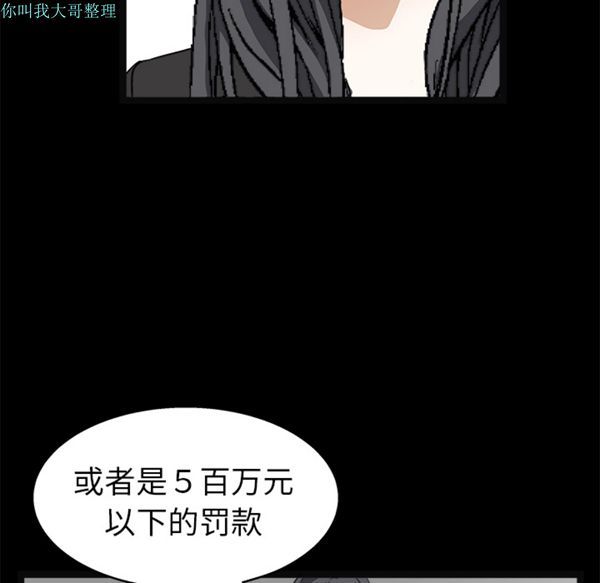 你叫我大哥整理
或者是５百万元
以下的罚款